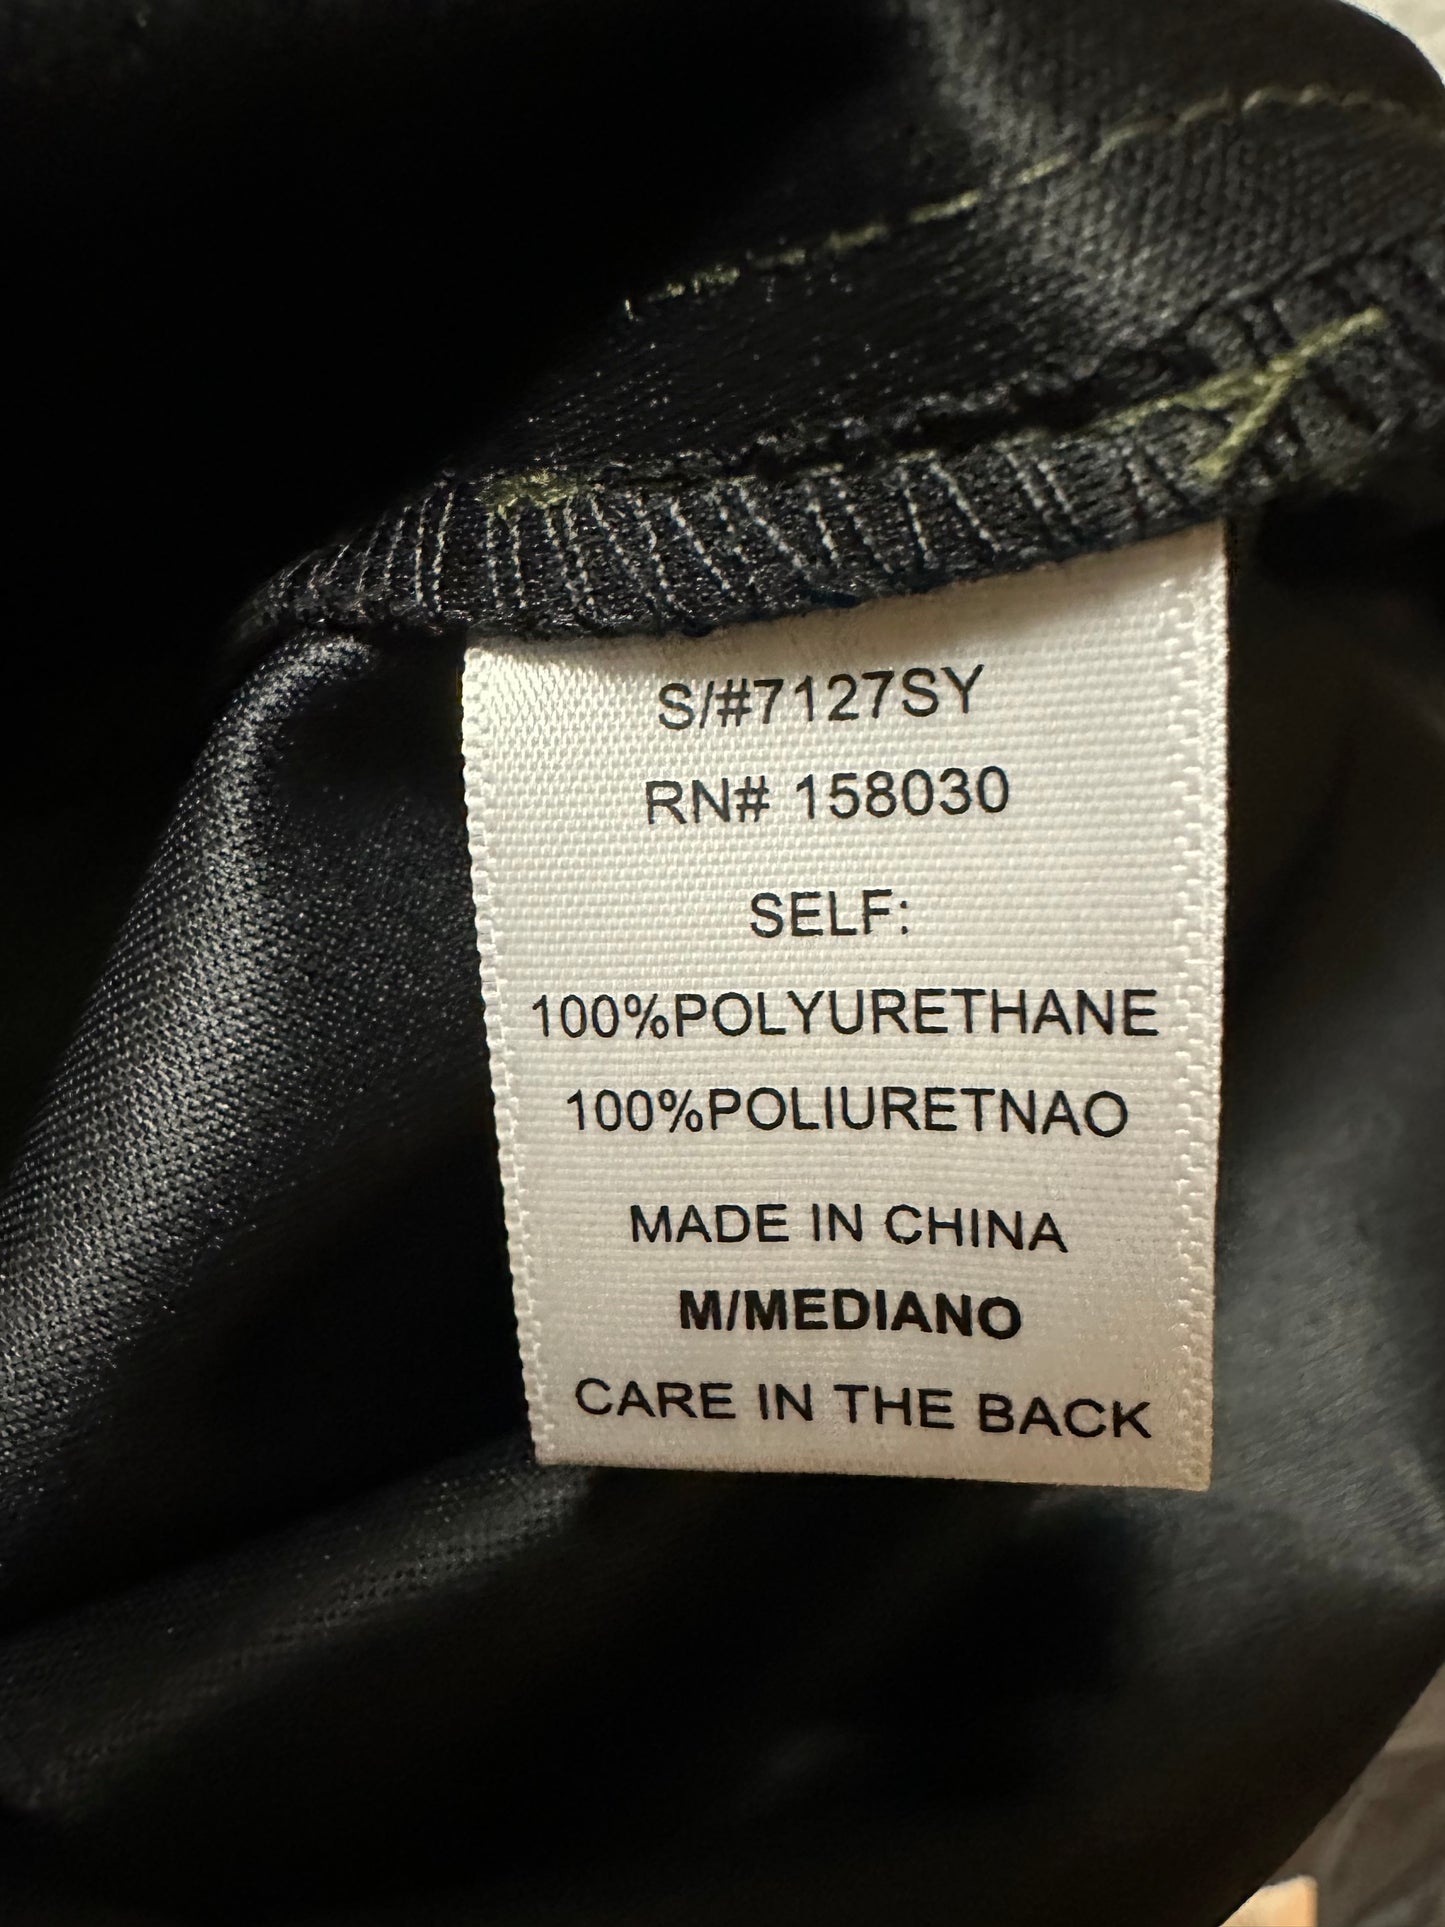 S/#7127SY
RN# 158030
SELF:
100%POLYURETHANE
100%POLIURETNAO
MADE IN CHINA
M/MEDIANO
CARE IN THE BACK